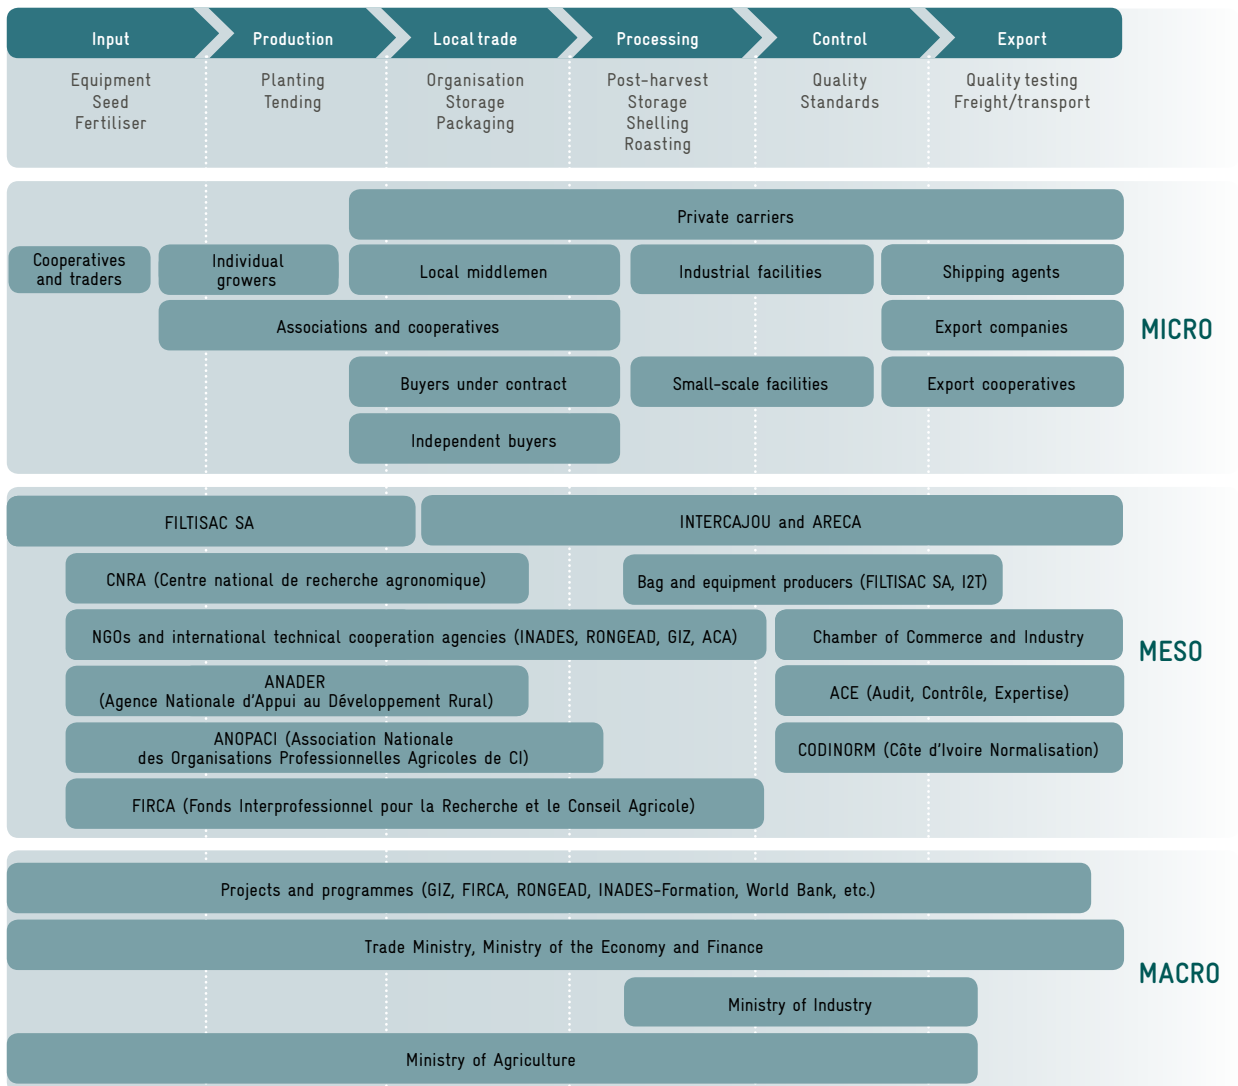 Input
Production
Local trade
Processing
Control
Export
Equipment
Seed
Fertiliser
Planting
Tending
Organisation
Storage
Packaging
Post-harvest
Storage
Shelling
Roasting
Quality
Standards
Quality testing
Freight/transport
Private carriers
Cooperatives
and traders
Individual
growers
Local middlemen
Industrial facilities
Shipping agents
Associations and cooperatives
Export companies
Buyers under contract
Small-scale facilities
Export cooperatives
Independent buyers
MICRO
FILTISAC SA
INTERCAJOU and ARECA
CNRA (Centre national de recherche agronomique)
Bag and equipment producers (FILTISAC SA, I2T)
NGOs and international technical cooperation agencies (INADES, RONGEAD, GIZ, ACA)
Chamber of Commerce and Industry
ANADER
(Agence Nationale d'Appui au Développement Rural)
ACE (Audit, Contrôle, Expertise)
ANOPACI (Association Nationale
des Organisations Professionnelles Agricoles de CI)
CODINORM (Côte d'Ivoire Normalisation)
FIRCA (Fonds Interprofessionnel pour la Recherche et le Conseil Agricole)
MESO
Projects and programmes (GIZ, FIRCA, RONGEAD, INADES-Formation, World Bank, etc.)
Trade Ministry, Ministry of the Economy and Finance
Ministry of Industry
Ministry of Agriculture
MACRO